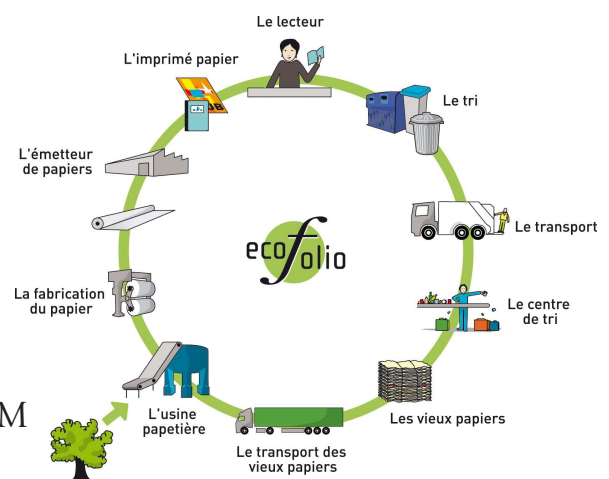 Le lecteur
L'imprimé papier
Le tri
L'émetteur
de papiers
Le transport
ecofolio
La fabrication
du papier
Le centre
de tri
M
L'usine
papetière
Les vieux papiers
Le transport des
vieux papiers